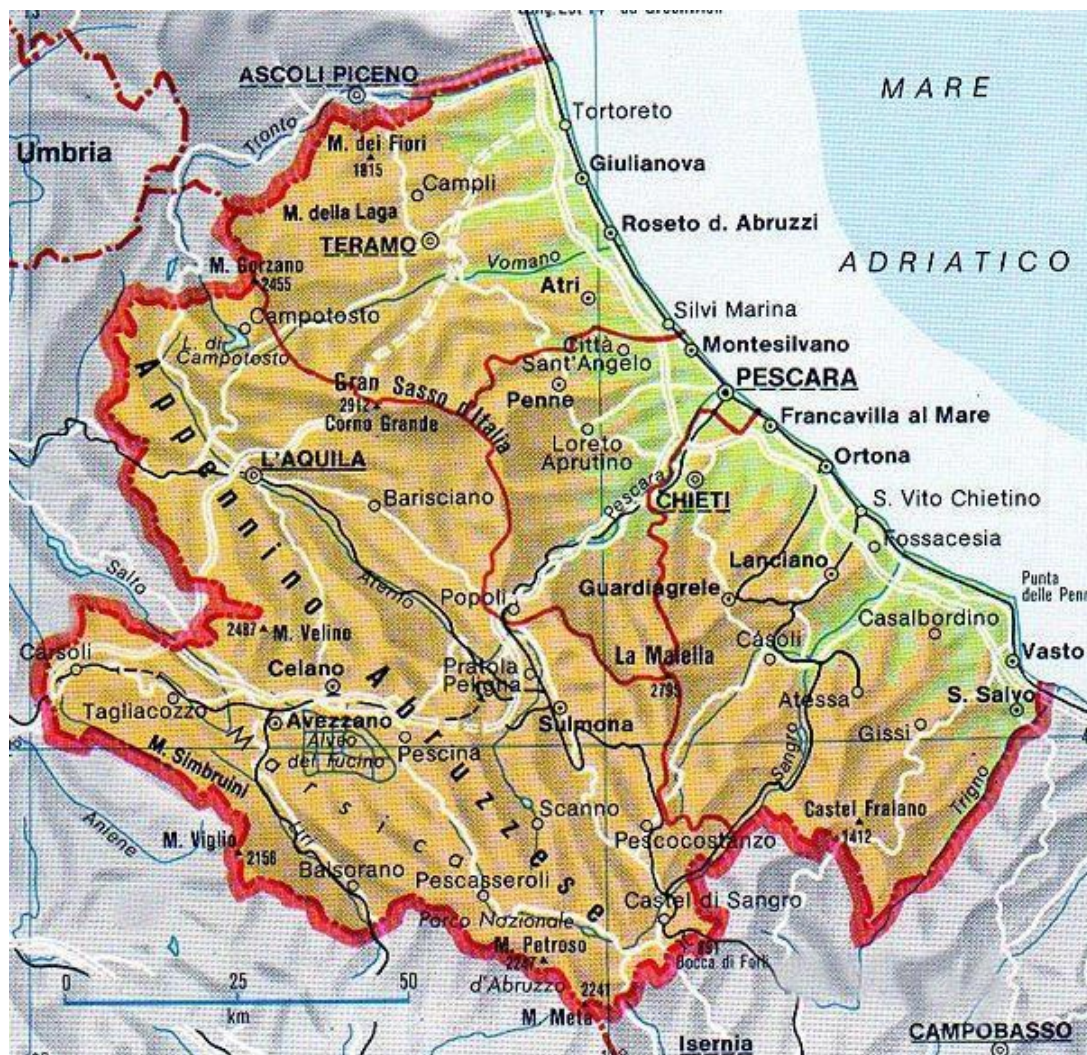 13
MARE
ASCOLI PICENO
Tortoreto
Tronto
M. dei Fiori
1815
Umbria
Giulianova
Campli
M. della Laga
Roseto d. Abruzzi
TERAMO
Vomano
ADRIATICO
M. Gorzano
2455
Atri
Silvi Marina
Campotosto
L. di
Campotosto
Città
Sant'Angelo
Montesilvano
Gran Sasso d'Italia
2912
Corno Grande
Penne
PESCARA
Francavilla al Mare
Loreto
Aprutino
Appennino Abruzzese
L'AQUILA
Ortona
Barisciano
Pescara
CHIETI
S. Vito Chietino
Fossacesia
Salto
Aterno
Lanciano
Guardiagrele
Punta
delle Penn
Popoli
Casalbordino
2487
M. Velino
Carsoli
Celano
Pratola
Peligna
La Maiella
2795
Casoli
Vasto
Atessa
Tagliacozzo
Sulmona
S. Salvo
Avezzano
Alveo
del Fucino
Pescina
Gissi
M. Simbruini
Marsica
Sangro
Trigno
Scanno
Castel Fraiano
1412
Aniene
M. Viglio
2156
Liri
Pescocostanzo
Balsorano
Pescasseroli
Castel di Sangro
Parco Nazionale
M. Petroso
2247
891
Bocca di Forli
d'Abruzzo
2241
0 25 50
km
M. Meta
Isernia
CAMPOBASSO